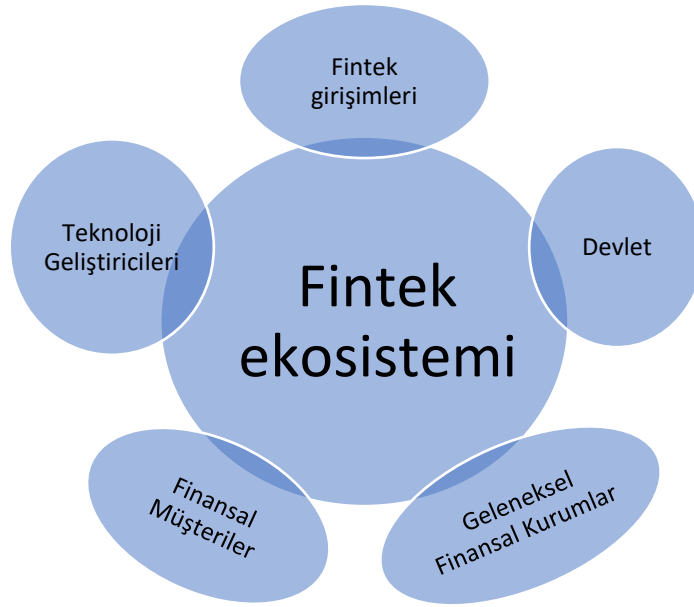 Fintek
girişimleri
Teknoloji
Geliştiricileri
Devlet
Fintek
ekosistemi
Finansal
Müşteriler
Geleneksel
Finansal Kurumlar